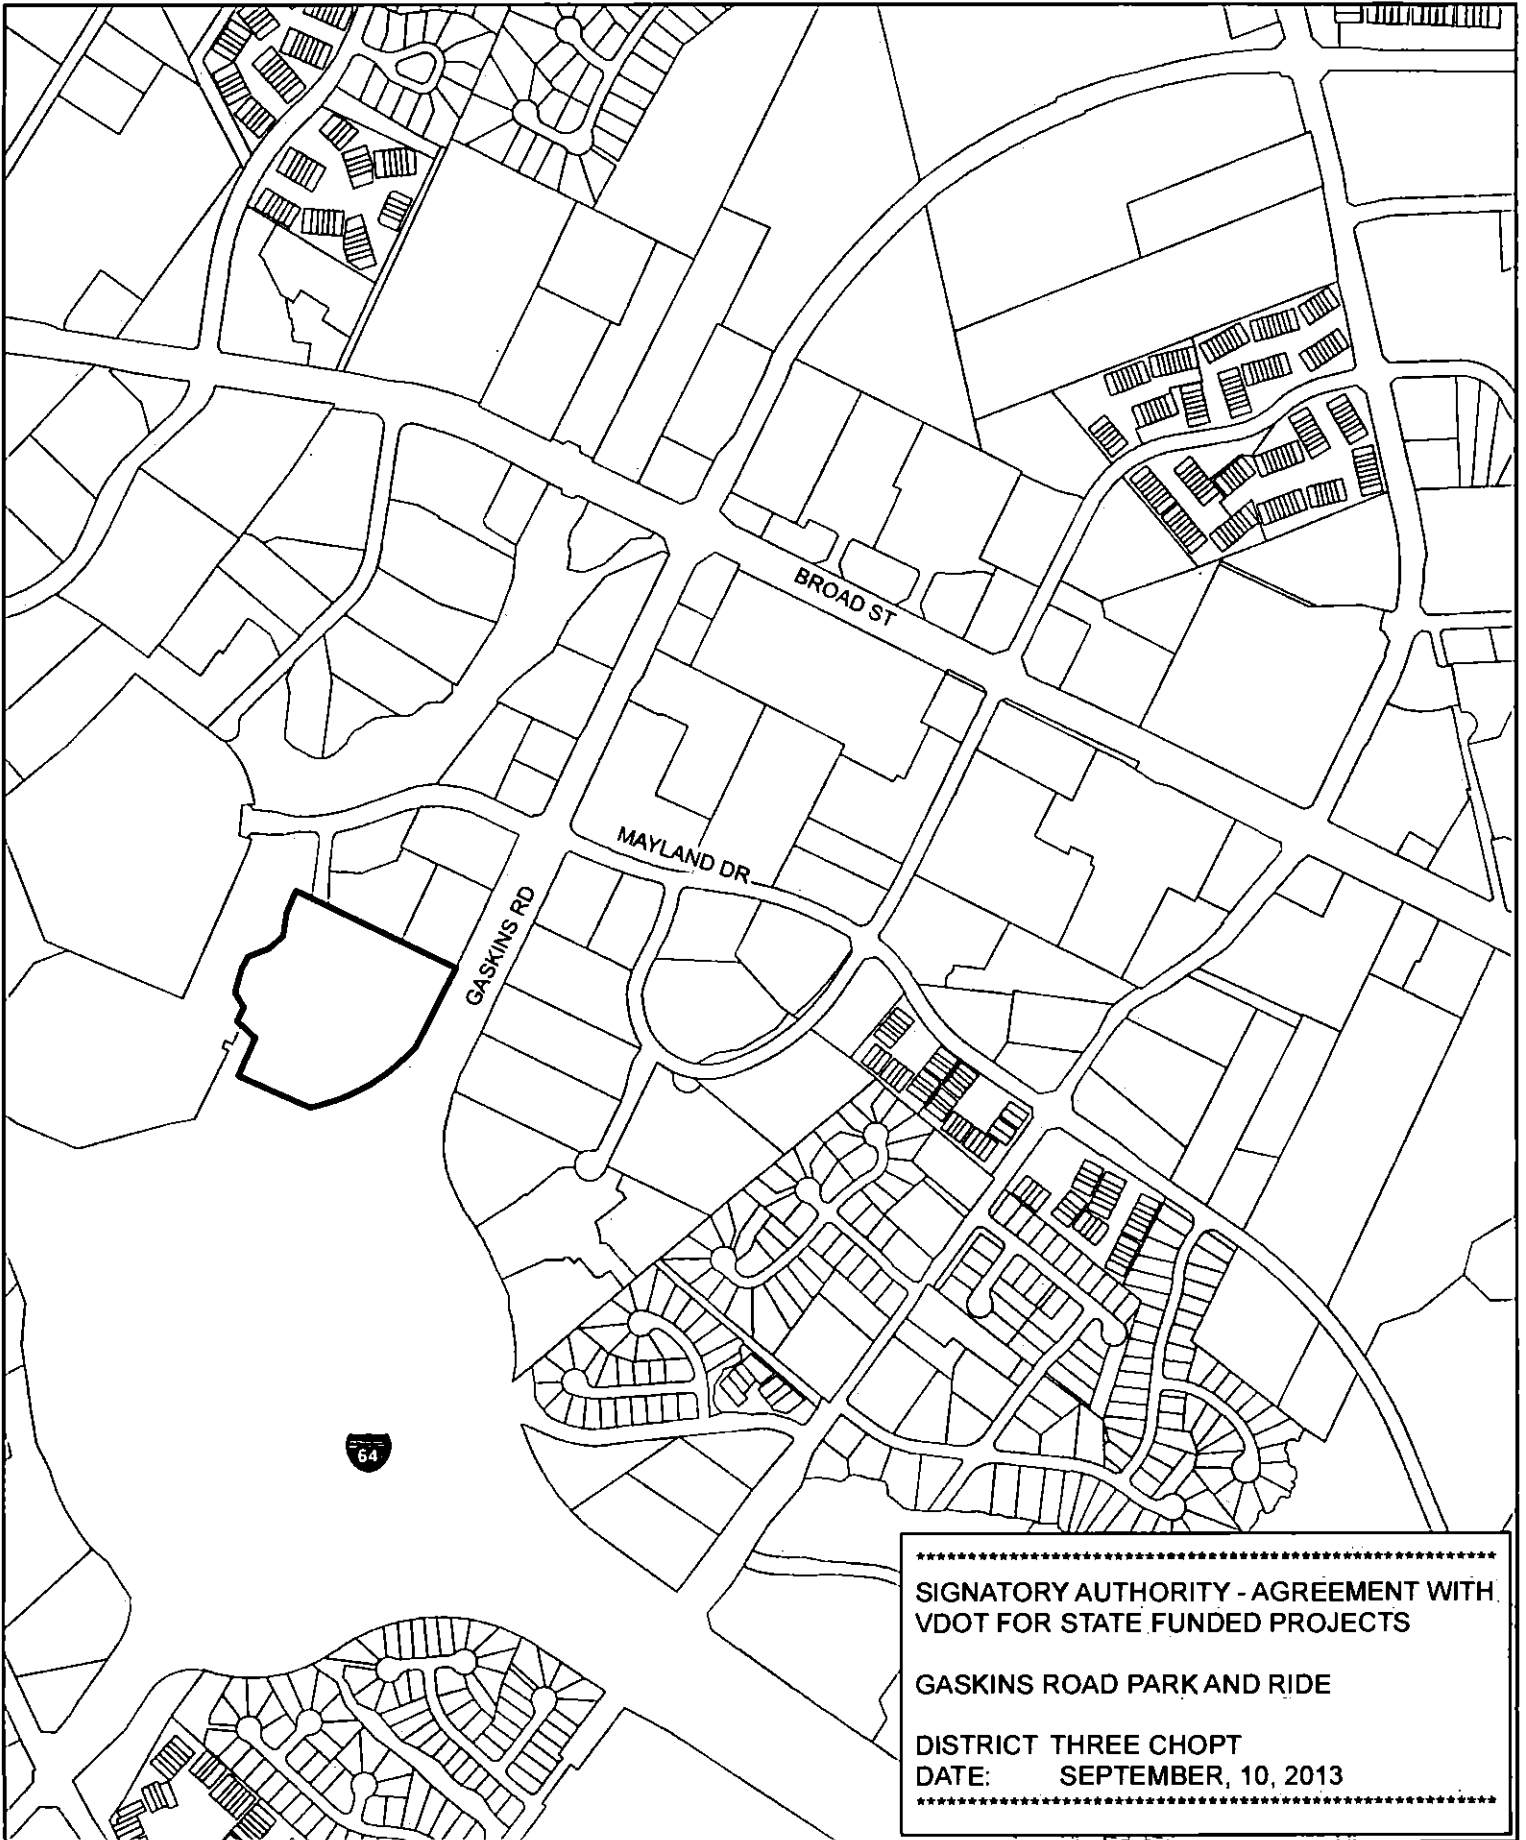 BROAD ST
MAYLAND DR
GASKINS RD
64
************************************************************************
SIGNATORY AUTHORITY - AGREEMENT WITH
VDOT FOR STATE FUNDED PROJECTS
GASKINS ROAD PARK AND RIDE
DISTRICT THREE CHOPT
DATE: SEPTEMBER, 10, 2013
************************************************************************